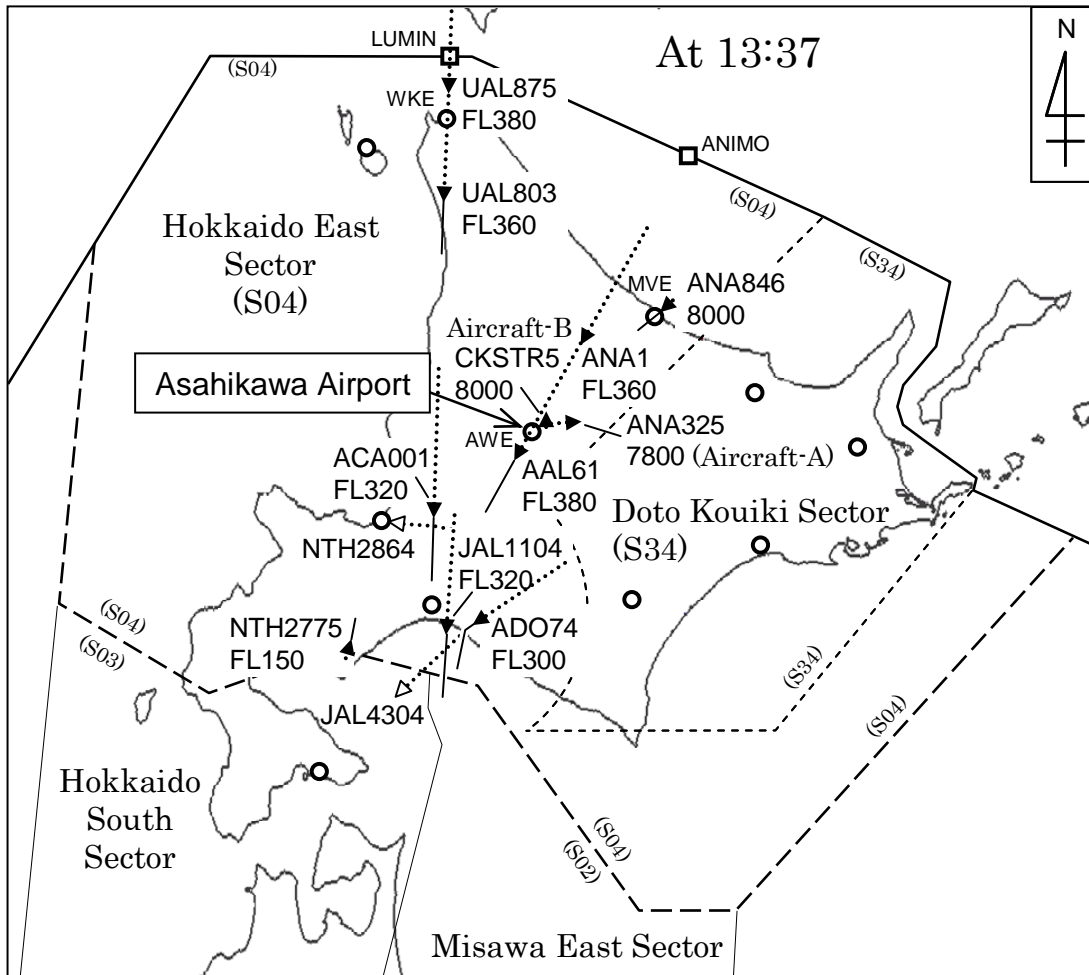 At 13:37
N
LUMIN
(S04)
UAL875
FL380
WKE
ANIMO
(S04)
UAL803
FL360
(S34)
Hokkaido East
Sector
(S04)
MVE
ANA846
8000
Aircraft-B
CKSTR5
8000
ANA1
FL360
Asahikawa Airport
AWE
ANA325
7800 (Aircraft-A)
ACA001
FL320
AAL61
FL380
Doto Kouiki Sector
(S34)
NTH2864
JAL1104
FL320
(S04)
(S03)
NTH2775
FL150
ADO74
FL300
(S34)
JAL4304
(S04)
Hokkaido
South
Sector
(S04)
(S02)
Misawa East Sector